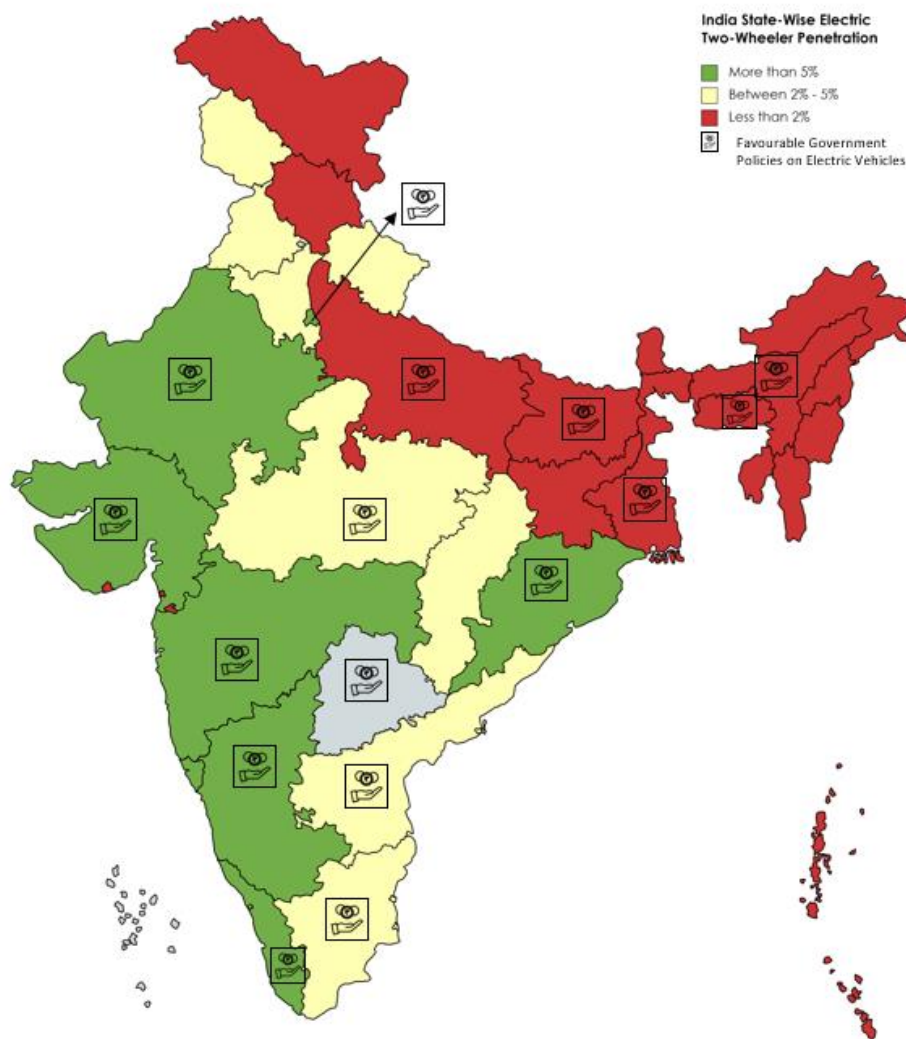 India State-Wise Electric
Two-Wheeler Penetration
More than 5%
Between 2% - 5%
Less than 2%
Favourable Government
Policies on Electric Vehicles